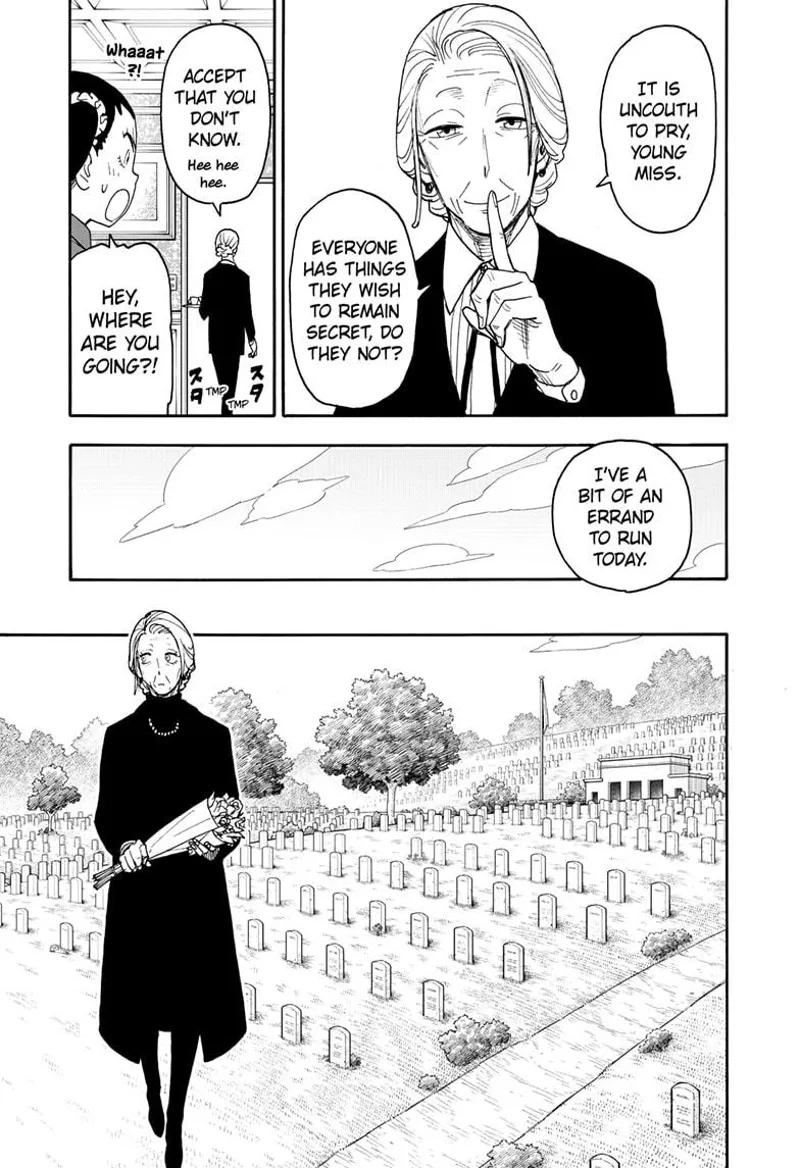 IT IS
UNCOUTH
TO PRY,
YOUNG
MISS.
EVERYONE
HAS THINGS
THEY WISH
TO REMAIN
SECRET, DO
THEY NOT?
ACCEPT
THAT YOU
DON'T
KNOW.
Hee hee
hee.
Whaaat
?!
HEY,
WHERE
ARE YOU
GOING?!
スタ
TMP
スタ
TMP
I'VE A
BIT OF AN
ERRAND
TO RUN
TODAY.